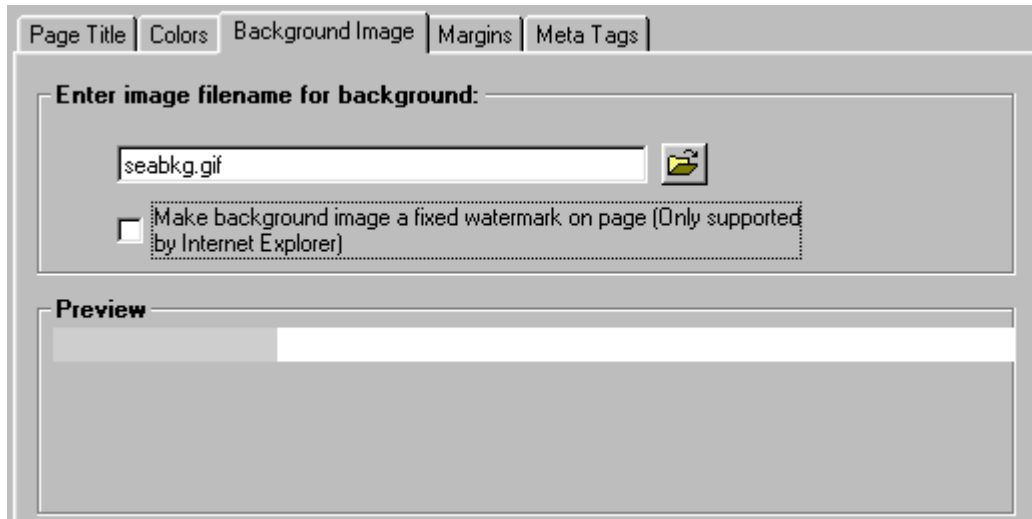 Page Title Colors Background Image Margins Meta Tags
Enter image filename for background:
seabkg.gif
Make background image a fixed watermark on page (Only supported
by Internet Explorer)
Preview